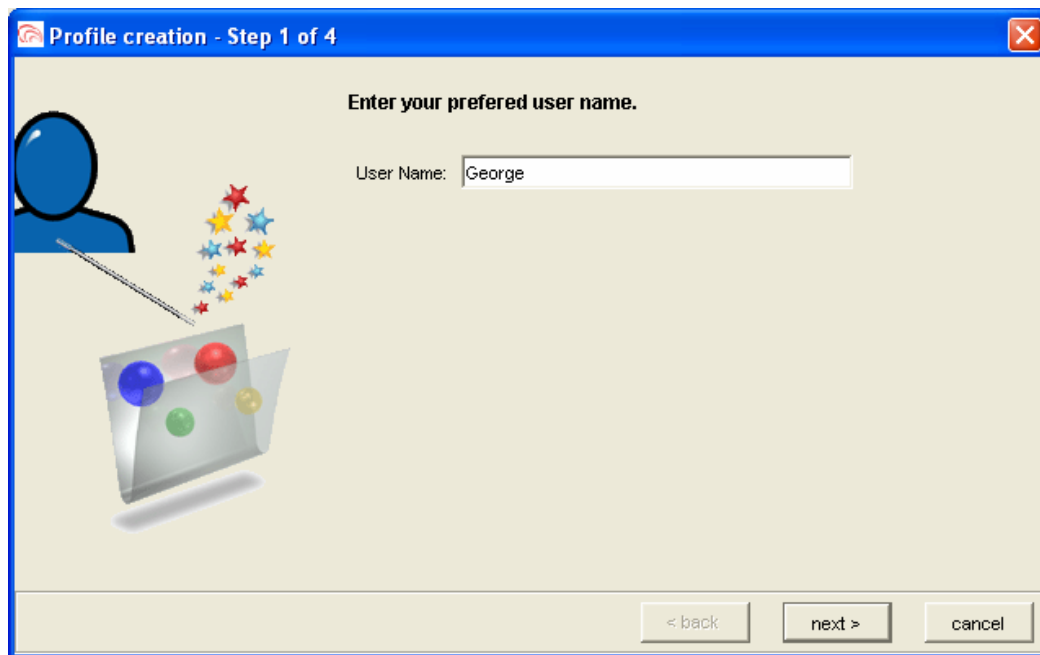 Profile creation - Step 1 of 4
Enter your prefered user name.
User Name: George
< back next > cancel